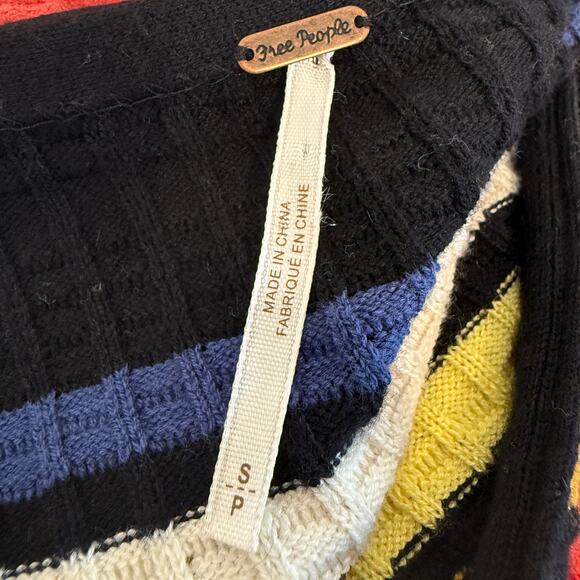 Free People
MADE IN CHINA
FABRIQUÉ EN CHINE
S
P